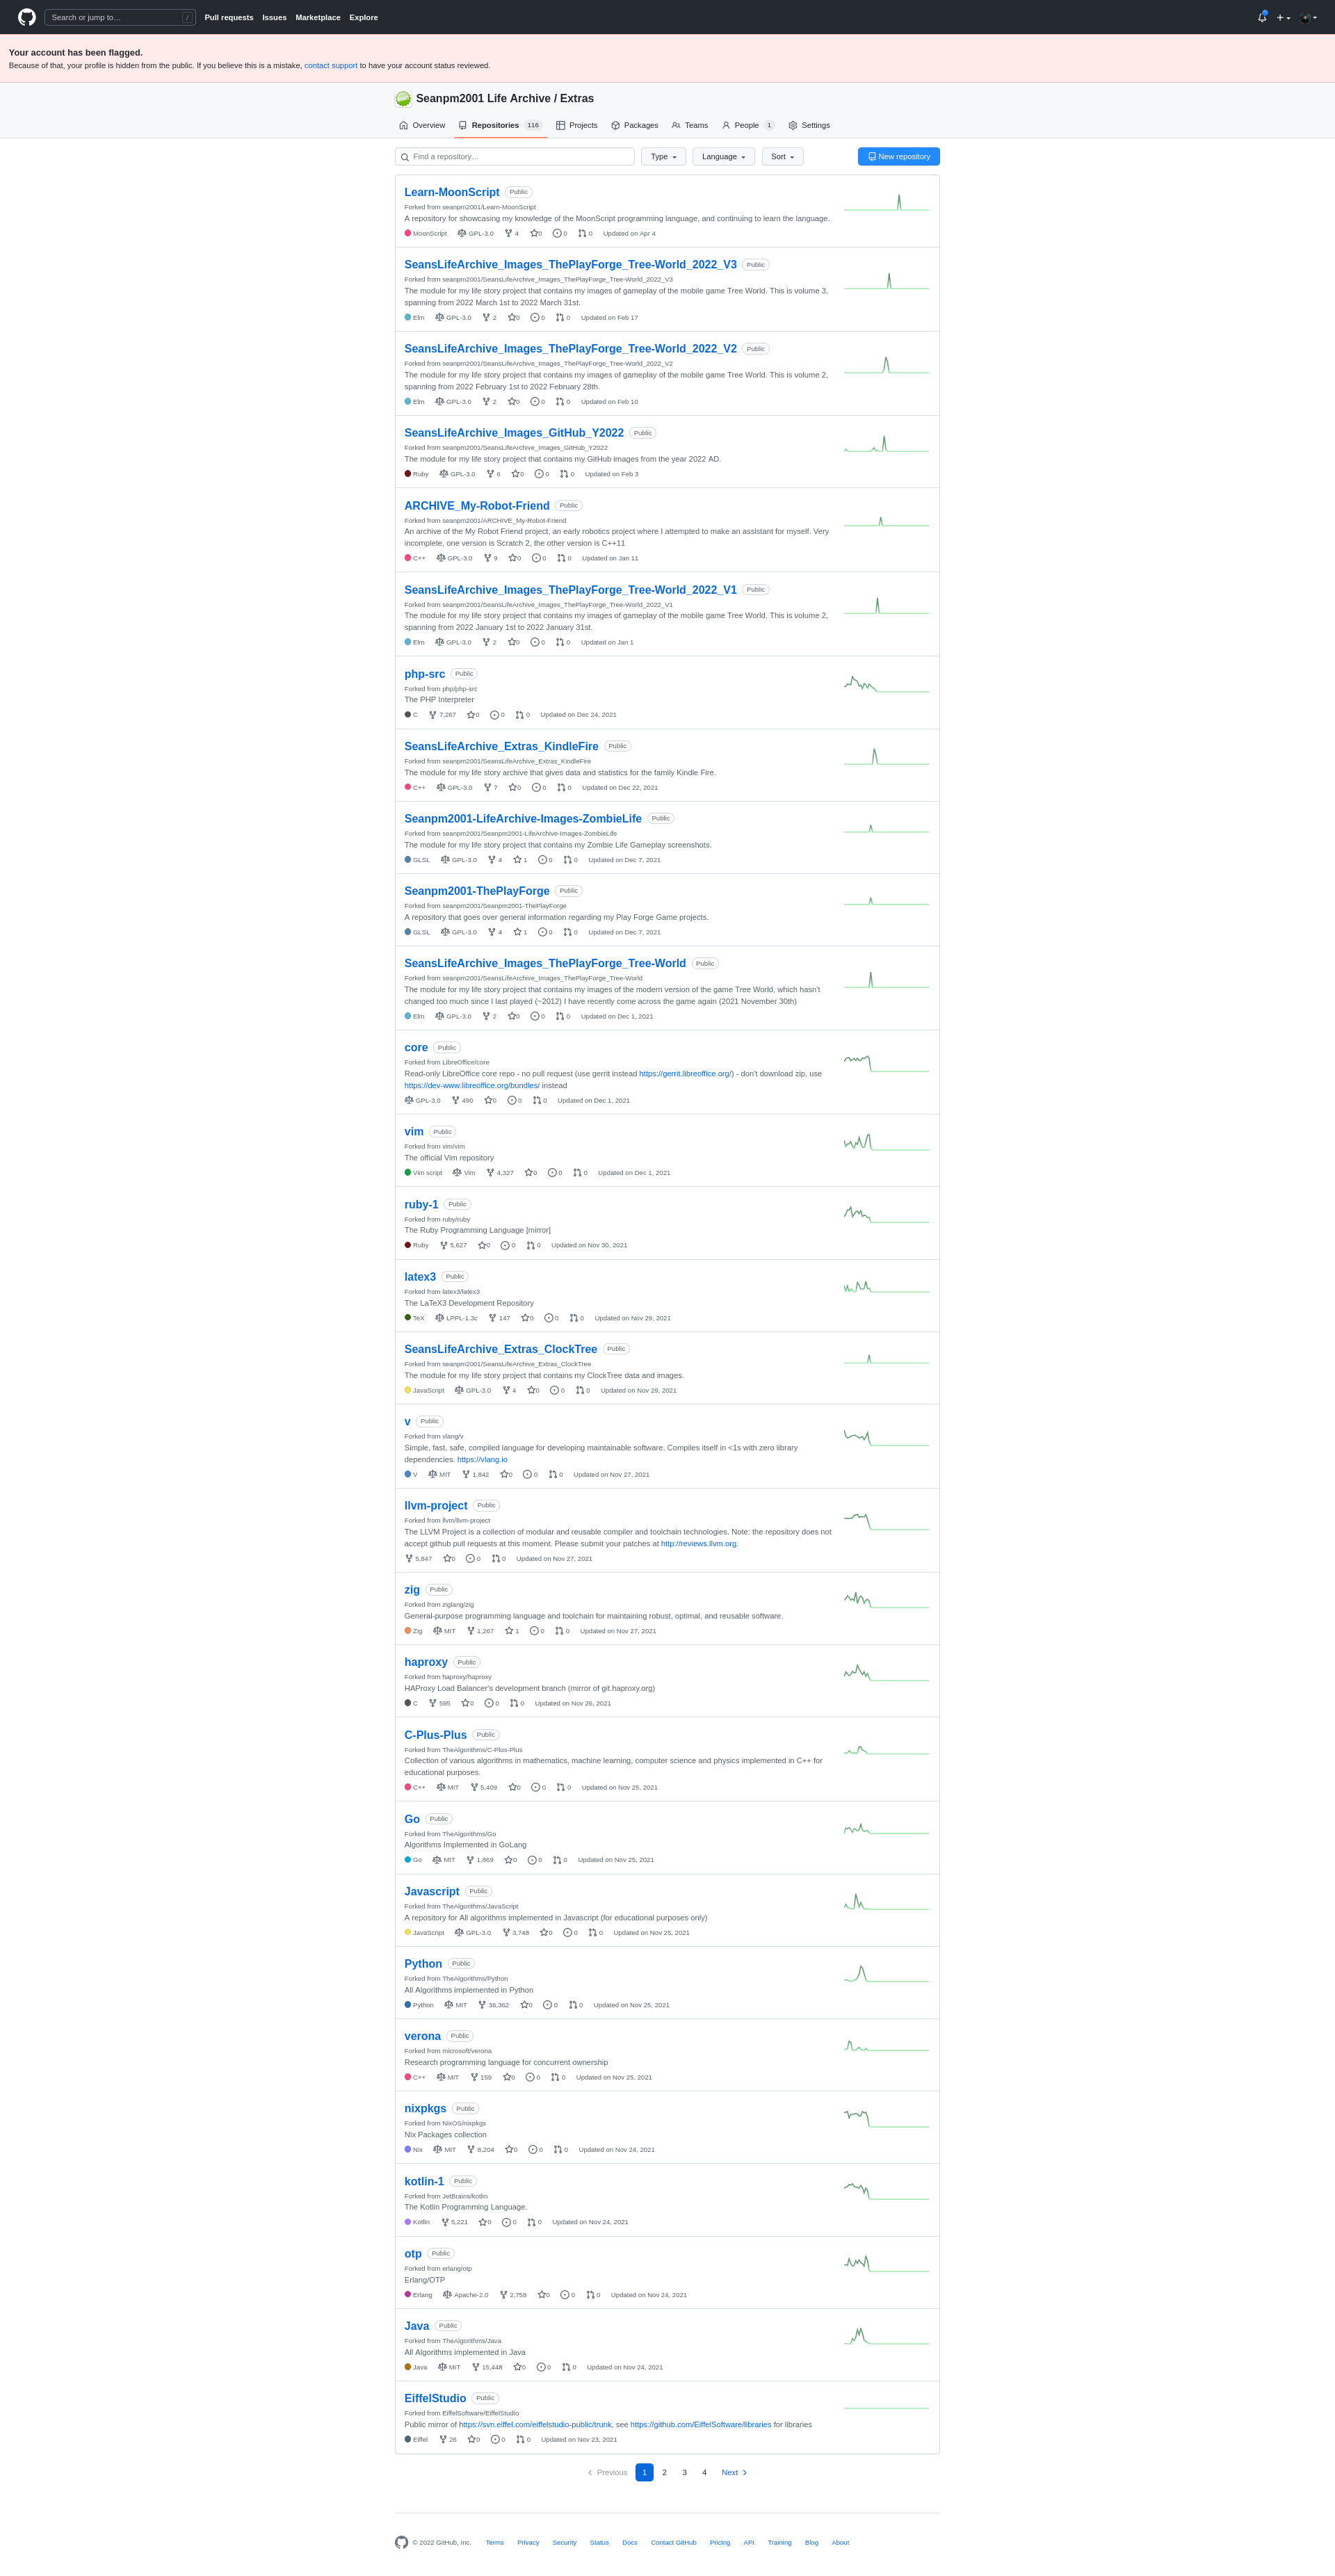 Search or jump to… / Pull requests Issues Marketplace Explore
Your account has been flagged.
Because of that, your profile is hidden from the public. If you believe this is a mistake, contact support to have your account status reviewed.
Seanpm2001 Life Archive / Extras
Overview Repositories 116 Projects Packages Teams People 1 Settings
Find a repository… Type Language Sort New repository
Learn-MoonScript Public
Forked from seanpm2001/Learn-MoonScript
A repository for showcasing my knowledge of the MoonScript programming language, and continuing to learn the language.
MoonScript GPL-3.0 4 0 0 0 Updated on Apr 4
SeansLifeArchive_Images_ThePlayForge_Tree-World_2022_V3 Public
Forked from seanpm2001/SeansLifeArchive_Images_ThePlayForge_Tree-World_2022_V3
The module for my life story project that contains my images of gameplay of the mobile game Tree World. This is volume 3,
spanning from 2022 March 1st to 2022 March 31st.
Elm GPL-3.0 2 0 0 0 Updated on Feb 17
SeansLifeArchive_Images_ThePlayForge_Tree-World_2022_V2 Public
Forked from seanpm2001/SeansLifeArchive_Images_ThePlayForge_Tree-World_2022_V2
The module for my life story project that contains my images of gameplay of the mobile game Tree World. This is volume 2,
spanning from 2022 February 1st to 2022 February 28th.
Elm GPL-3.0 2 0 0 0 Updated on Feb 10
SeansLifeArchive_Images_GitHub_Y2022 Public
Forked from seanpm2001/SeansLifeArchive_Images_GitHub_Y2022
The module for my life story project that contains my GitHub images from the year 2022 AD.
Ruby GPL-3.0 6 0 0 0 Updated on Feb 3
ARCHIVE_My-Robot-Friend Public
Forked from seanpm2001/ARCHIVE_My-Robot-Friend
An archive of the My Robot Friend project, an early robotics project where I attempted to make an assistant for myself. Very
incomplete, one version is Scratch 2, the other version is C++11
C++ GPL-3.0 9 0 0 0 Updated on Jan 11
SeansLifeArchive_Images_ThePlayForge_Tree-World_2022_V1 Public
Forked from seanpm2001/SeansLifeArchive_Images_ThePlayForge_Tree-World_2022_V1
The module for my life story project that contains my images of gameplay of the mobile game Tree World. This is volume 2,
spanning from 2022 January 1st to 2022 January 31st.
Elm GPL-3.0 2 0 0 0 Updated on Jan 1
php-src Public
Forked from php/php-src
The PHP Interpreter
C 7,267 0 0 0 Updated on Dec 24, 2021
SeansLifeArchive_Extras_KindleFire Public
Forked from seanpm2001/SeansLifeArchive_Extras_KindleFire
The module for my life story archive that gives data and statistics for the family Kindle Fire.
C++ GPL-3.0 7 0 0 0 Updated on Dec 22, 2021
Seanpm2001-LifeArchive-Images-ZombieLife Public
Forked from seanpm2001/Seanpm2001-LifeArchive-Images-ZombieLife
The module for my life story project that contains my Zombie Life Gameplay screenshots.
GLSL GPL-3.0 4 1 0 0 Updated on Dec 7, 2021
Seanpm2001-ThePlayForge Public
Forked from seanpm2001/Seanpm2001-ThePlayForge
A repository that goes over general information regarding my Play Forge Game projects.
GLSL GPL-3.0 4 1 0 0 Updated on Dec 7, 2021
SeansLifeArchive_Images_ThePlayForge_Tree-World Public
Forked from seanpm2001/SeansLifeArchive_Images_ThePlayForge_Tree-World
The module for my life story project that contains my images of the modern version of the game Tree World, which hasn't
changed too much since I last played (~2012) I have recently come across the game again (2021 November 30th)
Elm GPL-3.0 2 0 0 0 Updated on Dec 1, 2021
core Public
Forked from LibreOffice/core
Read-only LibreOffice core repo - no pull request (use gerrit instead https://gerrit.libreoffice.org/) - don't download zip, use
https://dev-www.libreoffice.org/bundles/ instead
GPL-3.0 490 0 0 0 Updated on Dec 1, 2021
vim Public
Forked from vim/vim
The official Vim repository
Vim script Vim 4,327 0 0 0 Updated on Dec 1, 2021
ruby-1 Public
Forked from ruby/ruby
The Ruby Programming Language [mirror]
Ruby 5,627 0 0 0 Updated on Nov 30, 2021
latex3 Public
Forked from latex3/latex3
The LaTeX3 Development Repository
TeX LPPL-1.3c 147 0 0 0 Updated on Nov 29, 2021
SeansLifeArchive_Extras_ClockTree Public
Forked from seanpm2001/SeansLifeArchive_Extras_ClockTree
The module for my life story project that contains my ClockTree data and images.
JavaScript GPL-3.0 4 0 0 0 Updated on Nov 29, 2021
v Public
Forked from vlang/v
Simple, fast, safe, compiled language for developing maintainable software. Compiles itself in <1s with zero library
dependencies. https://vlang.io
V MIT 1,842 0 0 0 Updated on Nov 27, 2021
llvm-project Public
Forked from llvm/llvm-project
The LLVM Project is a collection of modular and reusable compiler and toolchain technologies. Note: the repository does not
accept github pull requests at this moment. Please submit your patches at http://reviews.llvm.org.
5,847 0 0 0 Updated on Nov 27, 2021
zig Public
Forked from ziglang/zig
General-purpose programming language and toolchain for maintaining robust, optimal, and reusable software.
Zig MIT 1,267 1 0 0 Updated on Nov 27, 2021
haproxy Public
Forked from haproxy/haproxy
HAProxy Load Balancer's development branch (mirror of git.haproxy.org)
C 595 0 0 0 Updated on Nov 26, 2021
C-Plus-Plus Public
Forked from TheAlgorithms/C-Plus-Plus
Collection of various algorithms in mathematics, machine learning, computer science and physics implemented in C++ for
educational purposes.
C++ MIT 5,409 0 0 0 Updated on Nov 25, 2021
Go Public
Forked from TheAlgorithms/Go
Algorithms Implemented in GoLang
Go MIT 1,869 0 0 0 Updated on Nov 25, 2021
Javascript Public
Forked from TheAlgorithms/JavaScript
A repository for All algorithms implemented in Javascript (for educational purposes only)
JavaScript GPL-3.0 3,748 0 0 0 Updated on Nov 25, 2021
Python Public
Forked from TheAlgorithms/Python
All Algorithms implemented in Python
Python MIT 36,362 0 0 0 Updated on Nov 25, 2021
verona Public
Forked from microsoft/verona
Research programming language for concurrent ownership
C++ MIT 159 0 0 0 Updated on Nov 25, 2021
nixpkgs Public
Forked from NixOS/nixpkgs
Nix Packages collection
Nix MIT 8,204 0 0 0 Updated on Nov 24, 2021
kotlin-1 Public
Forked from JetBrains/kotlin
The Kotlin Programming Language.
Kotlin 5,221 0 0 0 Updated on Nov 24, 2021
otp Public
Forked from erlang/otp
Erlang/OTP
Erlang Apache-2.0 2,758 0 0 0 Updated on Nov 24, 2021
Java Public
Forked from TheAlgorithms/Java
All Algorithms implemented in Java
Java MIT 15,448 0 0 0 Updated on Nov 24, 2021
EiffelStudio Public
Forked from EiffelSoftware/EiffelStudio
Public mirror of https://svn.eiffel.com/eiffelstudio-public/trunk, see https://github.com/EiffelSoftware/libraries for libraries
Eiffel 26 0 0 0 Updated on Nov 23, 2021
Previous 1 2 3 4 Next
© 2022 GitHub, Inc. Terms Privacy Security Status Docs Contact GitHub Pricing API Training Blog About